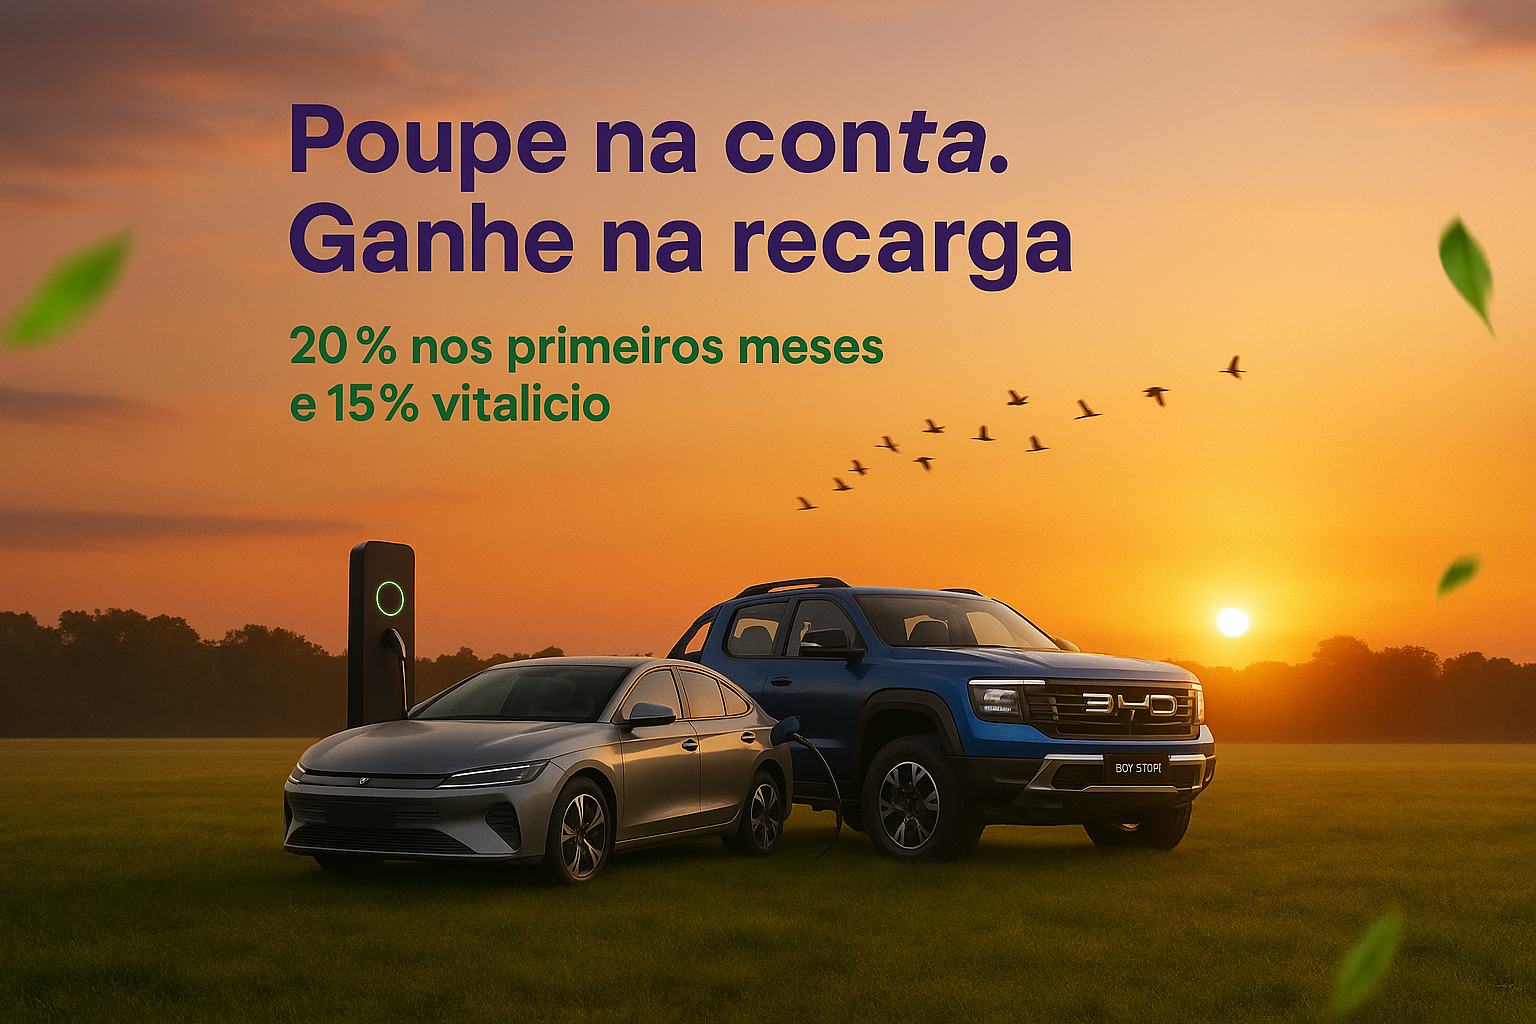 Poupe na conta.
Ganhe na recarga
20 % nos primeiros meses
e 15% vitalicio
BYD
BOY STOPE